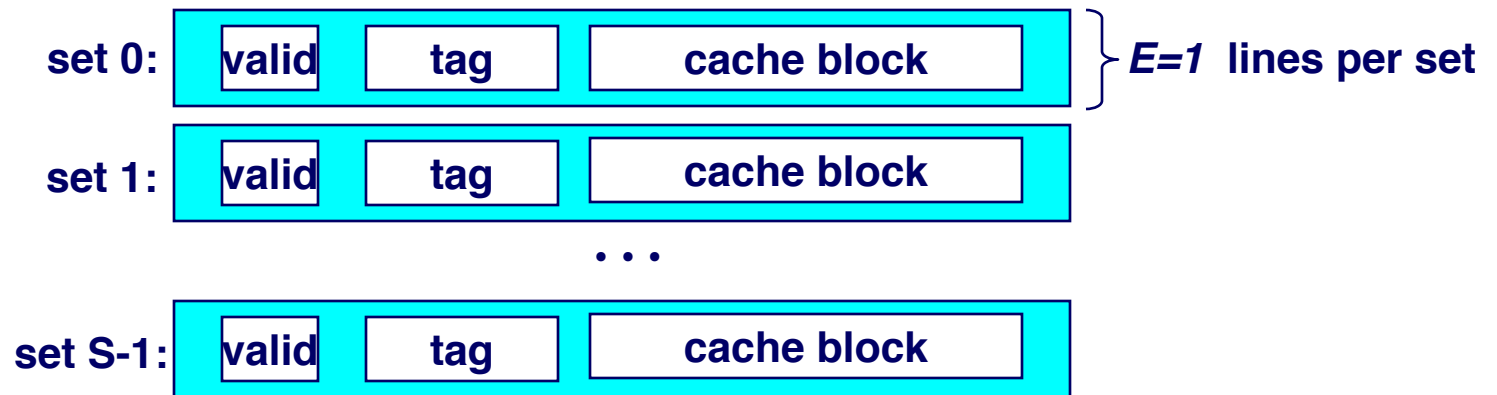 set 0: valid tag cache block E=1 lines per set
set 1: valid tag cache block
• • •
set S-1: valid tag cache block